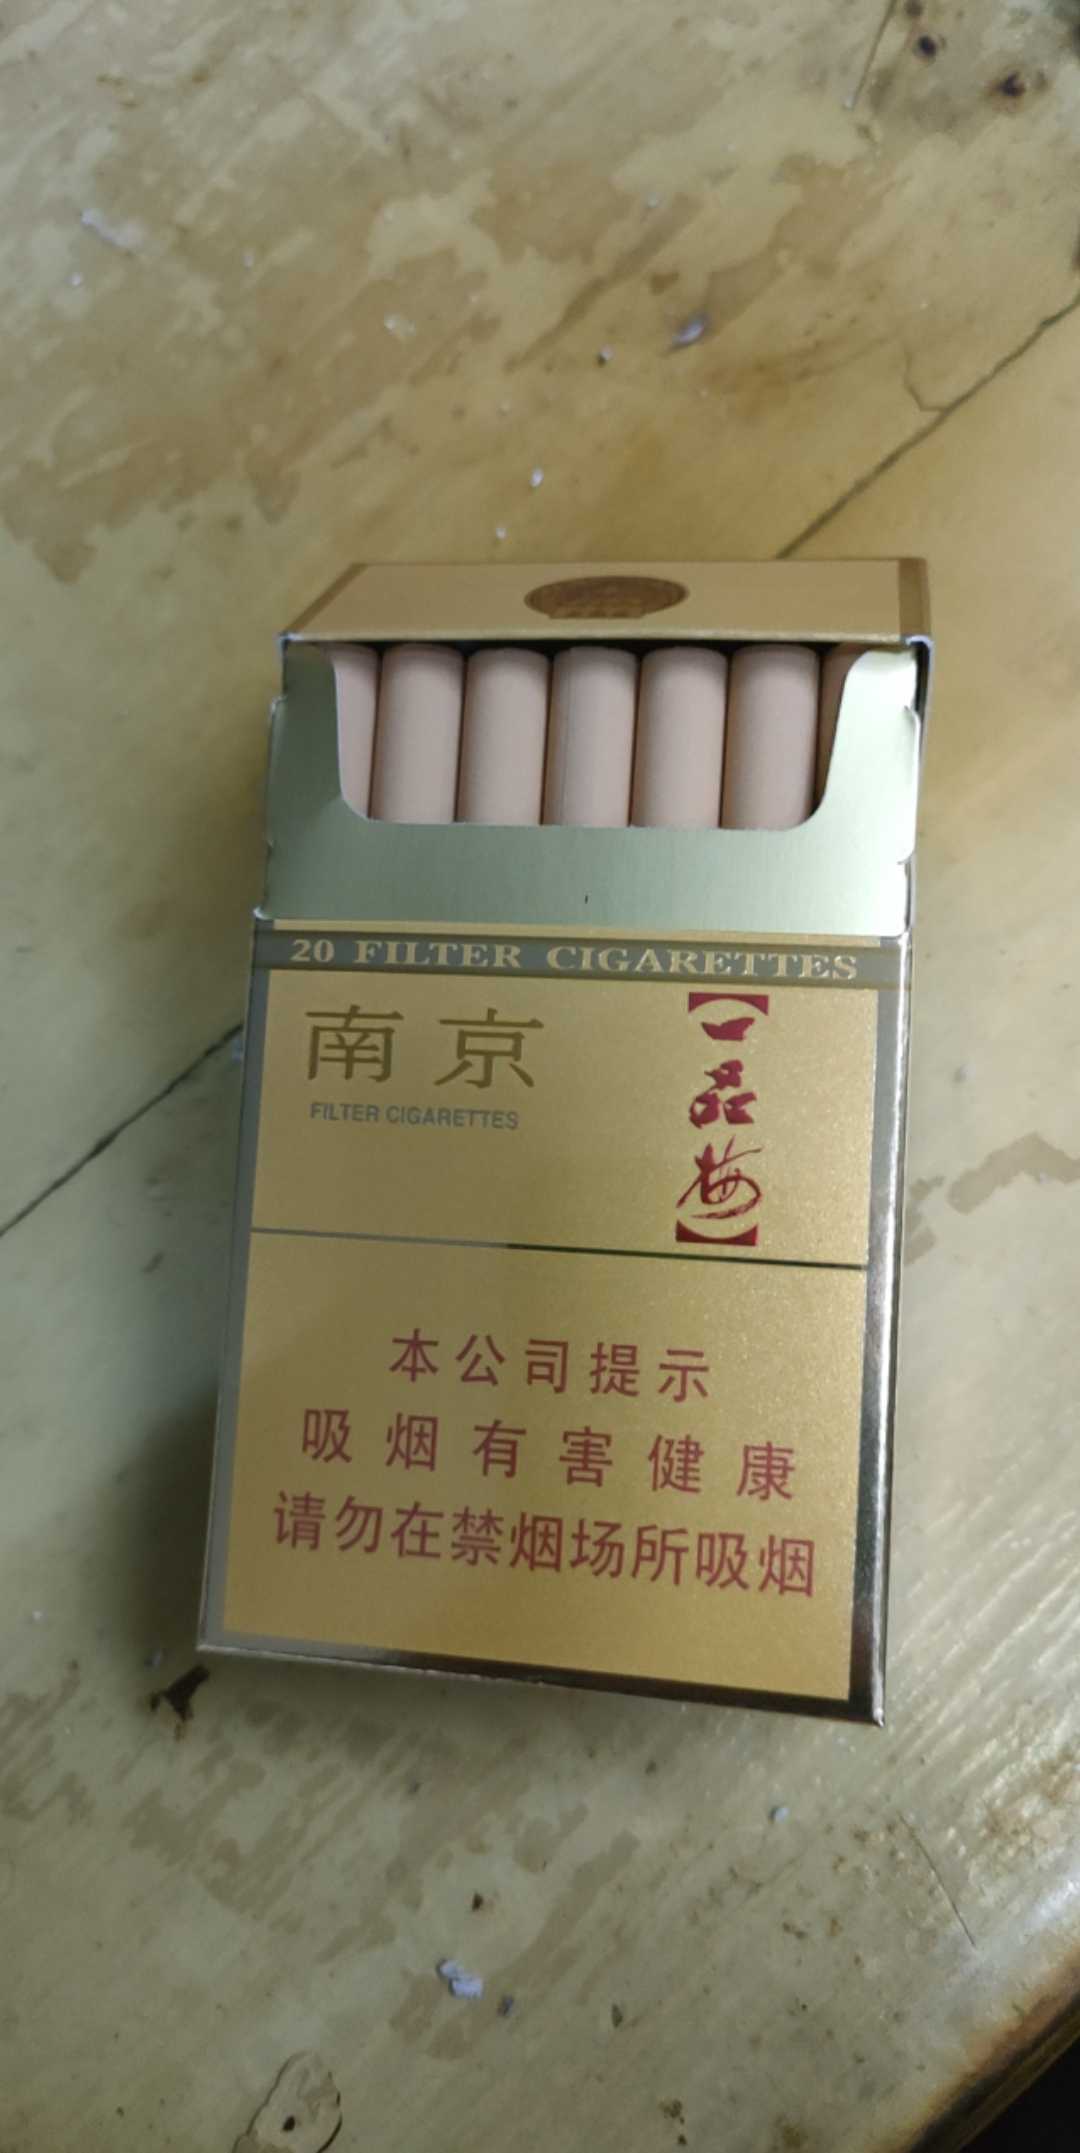 20 FILTER CIGARETTES
南京
FILTER CIGARETTES
【一品梅】
本公司提示
吸烟有害健康
请勿在禁烟场所吸烟